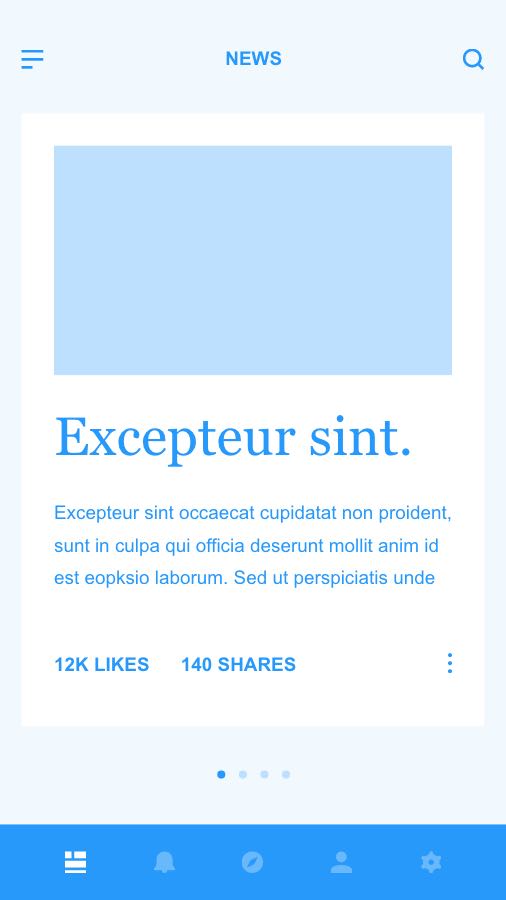 NEWS
Excepteur sint.
Excepteur sint occaecat cupidatat non proident,
sunt in culpa qui officia deserunt mollit anim id
est eopksio laborum. Sed ut perspiciatis unde
12K LIKES 140 SHARES